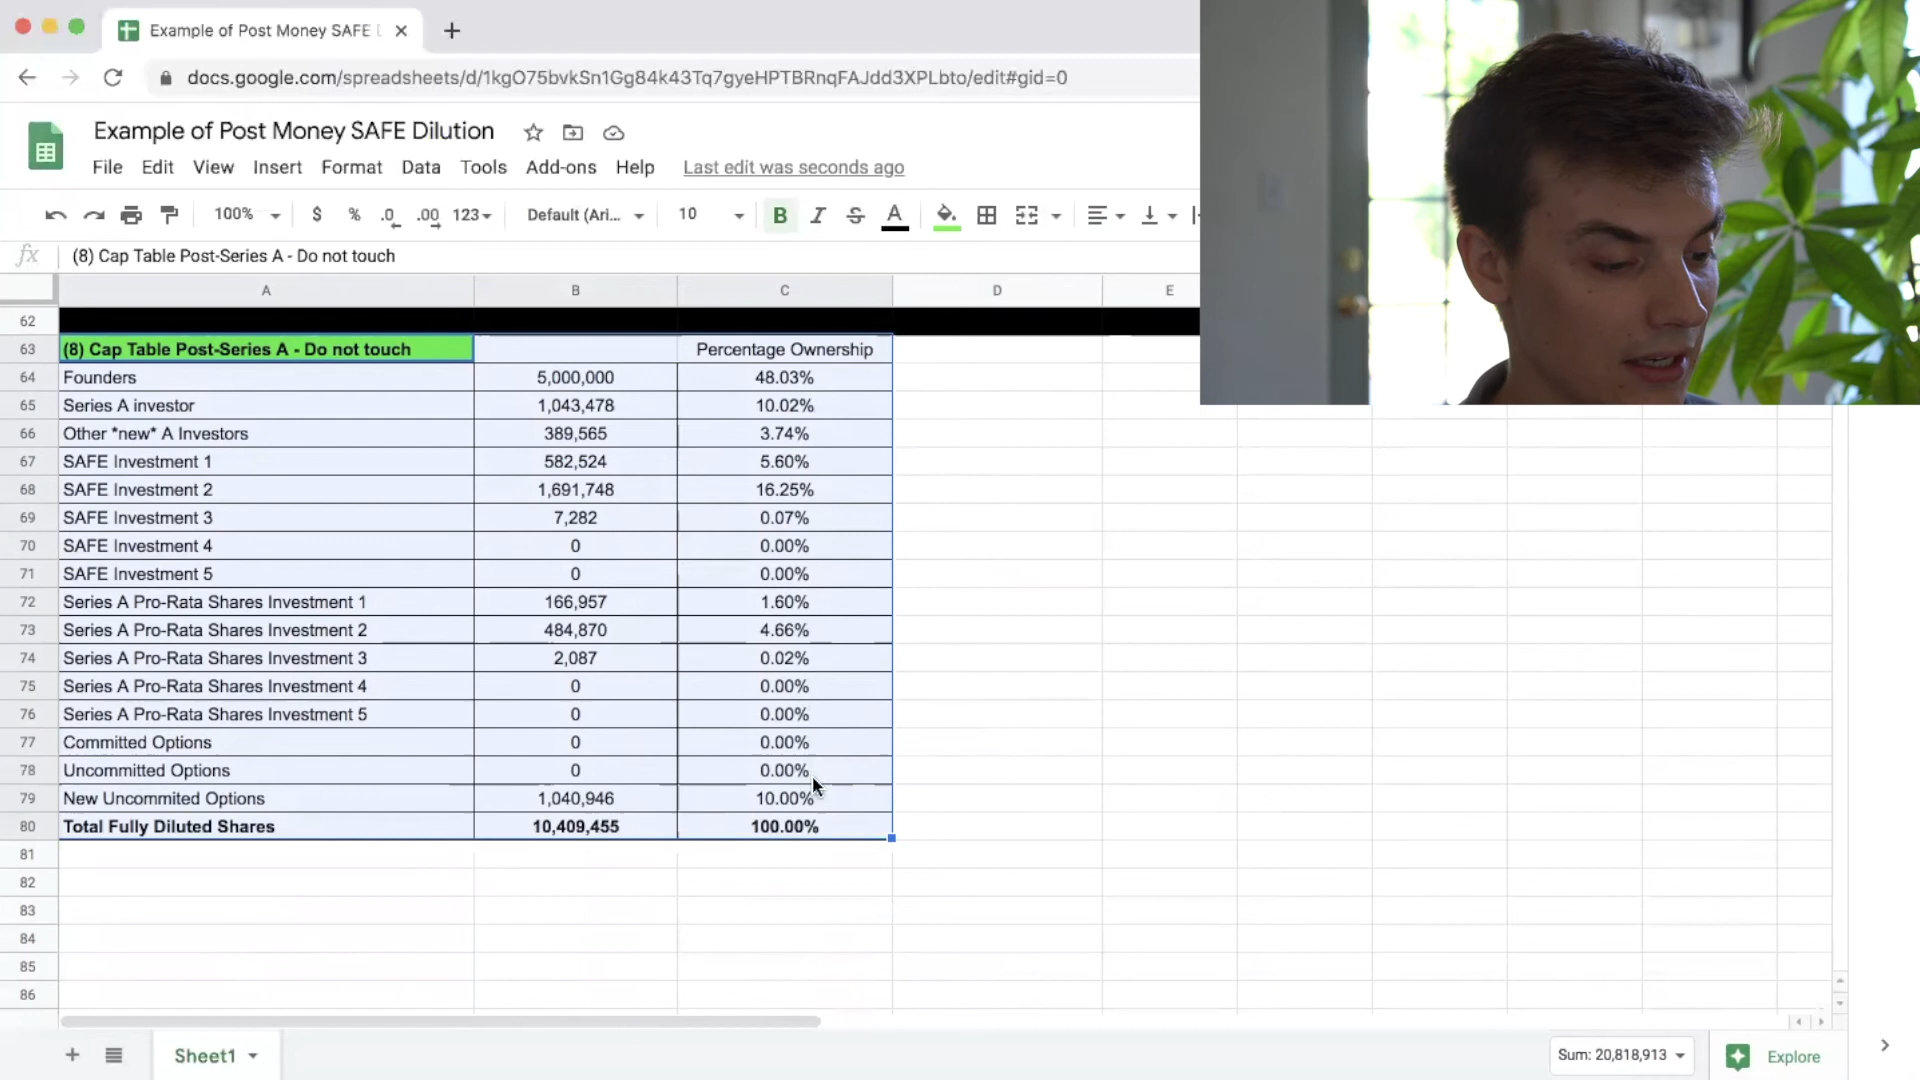 Example of Post Money SAFE D
docs.google.com/spreadsheets/d/1kgO75bvkSn1Gg84k43Tq7gyeHPTBRnqFAJdd3XPLbto/edit#gid=0
Example of Post Money SAFE Dilution
File Edit View Insert Format Data Tools Add-ons Help Last edit was seconds ago
100% $ % .0 .00 123 Default (Ari... 10 B I S A
fx (8) Cap Table Post-Series A - Do not touch
A B C D E
62
63 (8) Cap Table Post-Series A - Do not touch Percentage Ownership
64 Founders 5,000,000 48.03%
65 Series A investor 1,043,478 10.02%
66 Other *new* A Investors 389,565 3.74%
67 SAFE Investment 1 582,524 5.60%
68 SAFE Investment 2 1,691,748 16.25%
69 SAFE Investment 3 7,282 0.07%
70 SAFE Investment 4 0 0.00%
71 SAFE Investment 5 0 0.00%
72 Series A Pro-Rata Shares Investment 1 166,957 1.60%
73 Series A Pro-Rata Shares Investment 2 484,870 4.66%
74 Series A Pro-Rata Shares Investment 3 2,087 0.02%
75 Series A Pro-Rata Shares Investment 4 0 0.00%
76 Series A Pro-Rata Shares Investment 5 0 0.00%
77 Committed Options 0 0.00%
78 Uncommitted Options 0 0.00%
79 New Uncommited Options 1,040,946 10.00%
80 Total Fully Diluted Shares 10,409,455 100.00%
81
82
83
84
85
86
Sheet1 Sum: 20,818,913 Explore